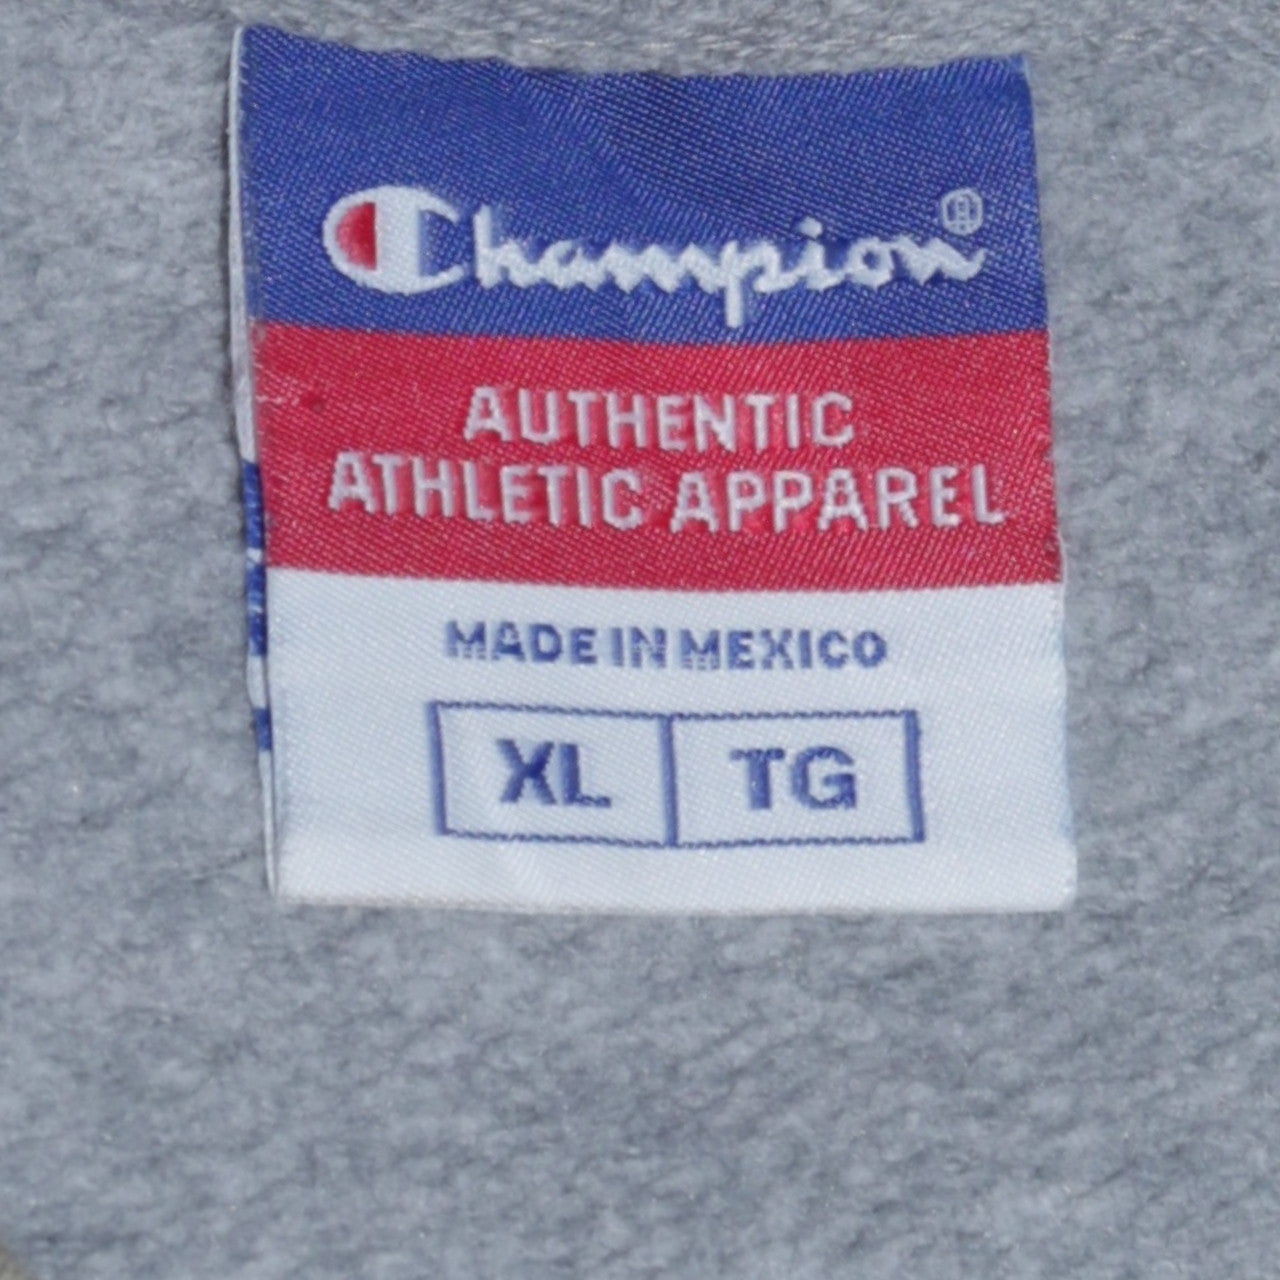 Champion®
AUTHENTIC
ATHLETIC APPAREL
MADE IN MEXICO
XL TG